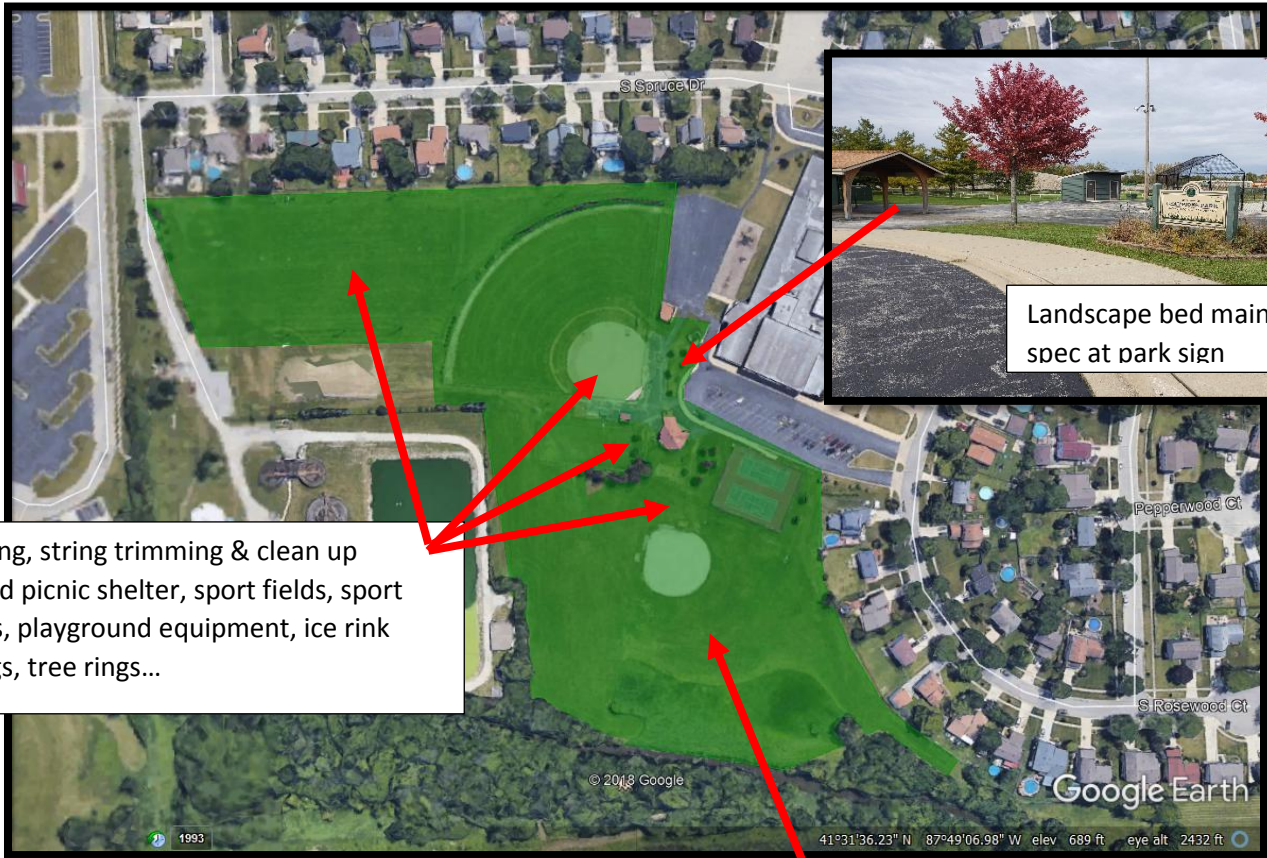 S Spruce Dr
Landscape bed main
spec at park sign
Pepperwood Ct
ng, string trimming & clean up
d picnic shelter, sport fields, sport
s, playground equipment, ice rink
gs, tree rings…
S Rosewood Ct
© 2018 Google
Google Earth
1993
41°31'36.23" N 87°49'06.98" W elev 689 ft eye alt 2432 ft